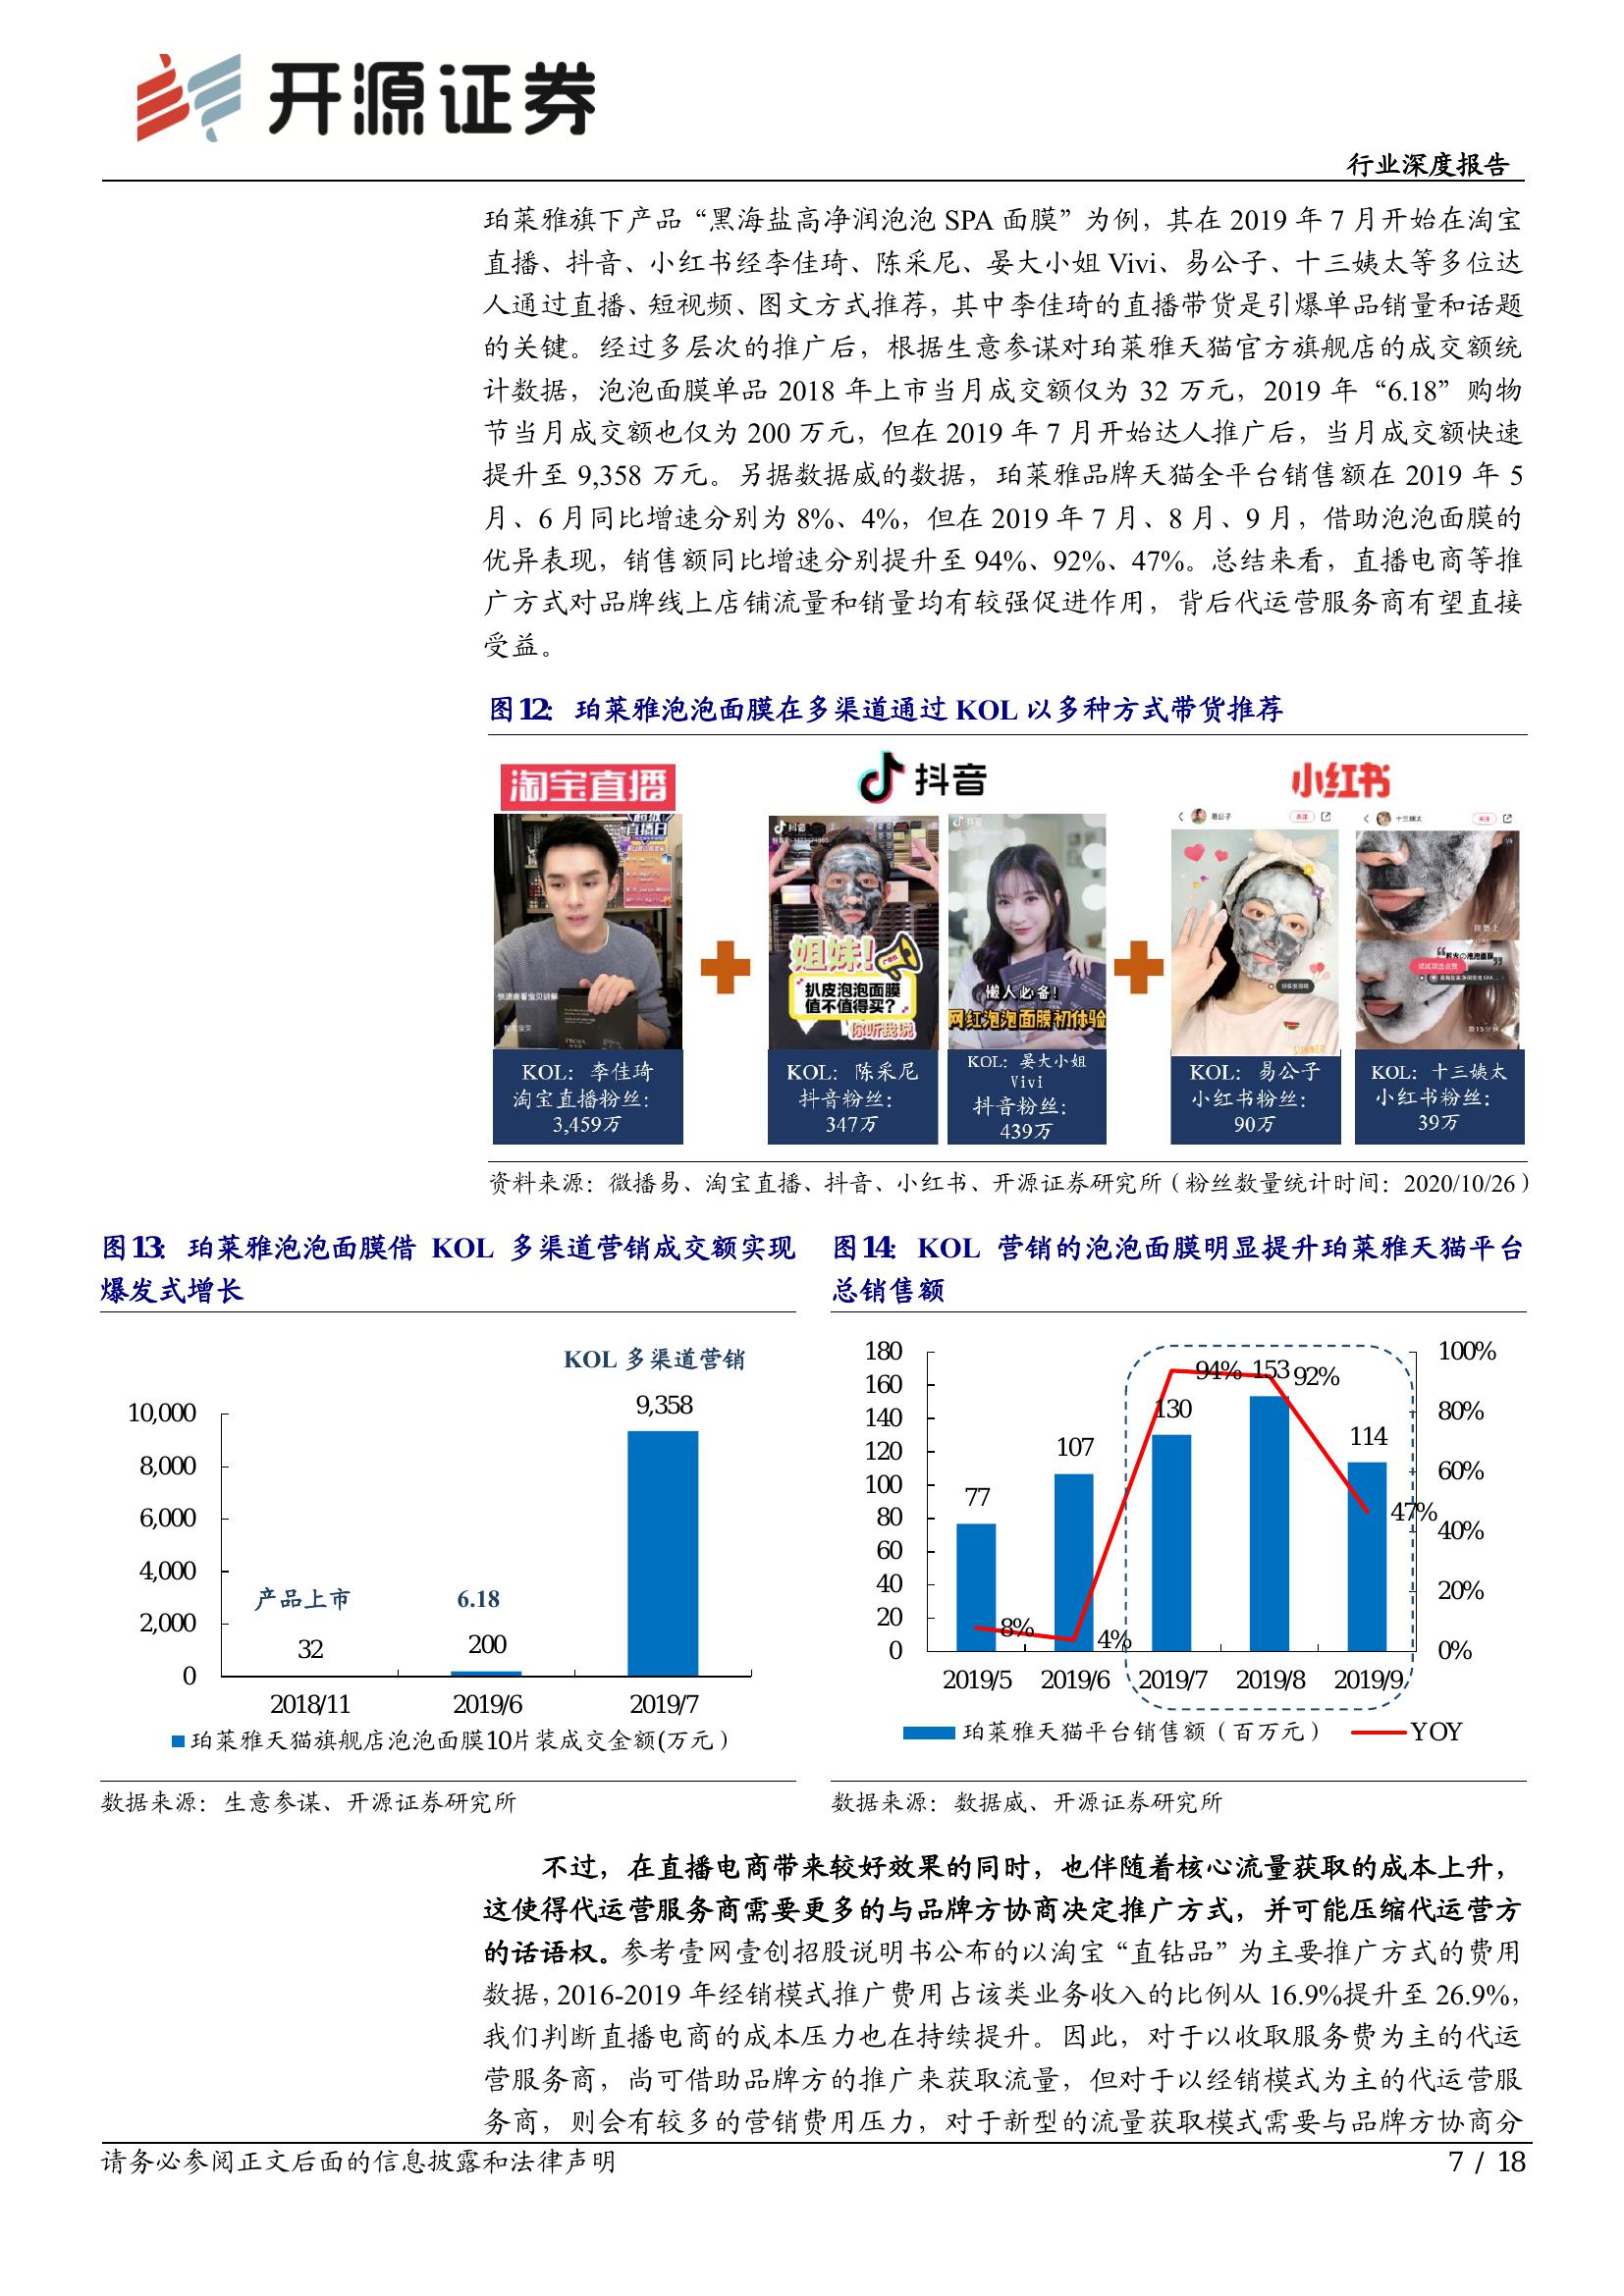 开源证券
行业深度报告
珀莱雅旗下产品“黑海盐高净润泡泡 SPA 面膜”为例，其在 2019 年 7 月开始在淘宝
直播、抖音、小红书经李佳琦、陈采尼、晏大小姐 Vivi、易公子、十三姨太等多位达
人通过直播、短视频、图文方式推荐，其中李佳琦的直播带货是引爆单品销量和话题
的关键。经过多层次的推广后，根据生意参谋对珀莱雅天猫官方旗舰店的成交额统
计数据，泡泡面膜单品 2018 年上市当月成交额仅为 32 万元，2019 年“6.18”购物
节当月成交额也仅为 200 万元，但在 2019 年 7 月开始达人推广后，当月成交额快速
提升至 9,358 万元。另据数据威的数据，珀莱雅品牌天猫全平台销售额在 2019 年 5
月、6 月同比增速分别为 8%、4%，但在 2019 年 7 月、8 月、9 月，借助泡泡面膜的
优异表现，销售额同比增速分别提升至 94%、92%、47%。总结来看，直播电商等推
广方式对品牌线上店铺流量和销量均有较强促进作用，背后代运营服务商有望直接
受益。
图12：珀莱雅泡泡面膜在多渠道通过 KOL 以多种方式带货推荐
淘宝直播
抖音
小红书
直播日
快速查看宝贝讲解
抖音
姐妹！
扒皮泡泡面膜
值不值得买？
你听我说
抖音
懒人必备！
网红泡泡面膜初体验
易公子
关注
SUMMER
十三姨太
关注
KOL：李佳琦
淘宝直播粉丝：
3,459万
KOL：陈采尼
抖音粉丝：
347万
KOL：晏大小姐
Vivi
抖音粉丝：
439万
KOL：易公子
小红书粉丝：
90万
KOL：十三姨太
小红书粉丝：
39万
资料来源：微播易、淘宝直播、抖音、小红书、开源证券研究所（粉丝数量统计时间：2020/10/26）
图13：珀莱雅泡泡面膜借 KOL 多渠道营销成交额实现
爆发式增长
KOL 多渠道营销
10,000
8,000
6,000
4,000
2,000
0
产品上市
6.18
32
200
9,358
2018/11
2019/6
2019/7
珀莱雅天猫旗舰店泡泡面膜10片装成交金额(万元）
数据来源：生意参谋、开源证券研究所
图14：KOL 营销的泡泡面膜明显提升珀莱雅天猫平台
总销售额
180
160
140
120
100
80
60
40
20
0
77
107
130
153
114
8%
4%
94%
92%
47%
100%
80%
60%
40%
20%
0%
2019/5
2019/6
2019/7
2019/8
2019/9
珀莱雅天猫平台销售额（百万元）
YOY
数据来源：数据威、开源证券研究所
不过，在直播电商带来较好效果的同时，也伴随着核心流量获取的成本上升，
这使得代运营服务商需要更多的与品牌方协商决定推广方式，并可能压缩代运营方
的话语权。参考壹网壹创招股说明书公布的以淘宝“直钻品”为主要推广方式的费用
数据，2016-2019 年经销模式推广费用占该类业务收入的比例从 16.9%提升至 26.9%，
我们判断直播电商的成本压力也在持续提升。因此，对于以收取服务费为主的代运
营服务商，尚可借助品牌方的推广来获取流量，但对于以经销模式为主的代运营服
务商，则会有较多的营销费用压力，对于新型的流量获取模式需要与品牌方协商分
请务必参阅正文后面的信息披露和法律声明
7 / 18